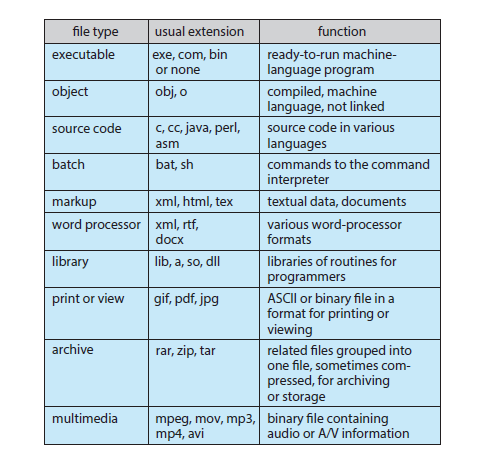 file type usual extension function
executable exe, com, bin or none ready-to-run machine-language program
object obj, o compiled, machine language, not linked
source code c, cc, java, perl, asm source code in various languages
batch bat, sh commands to the command interpreter
markup xml, html, tex textual data, documents
word processor xml, rtf, docx various word-processor formats
library lib, a, so, dll libraries of routines for programmers
print or view gif, pdf, jpg ASCII or binary file in a format for printing or viewing
archive rar, zip, tar related files grouped into one file, sometimes com-pressed, for archiving or storage
multimedia mpeg, mov, mp3, mp4, avi binary file containing audio or A/V information